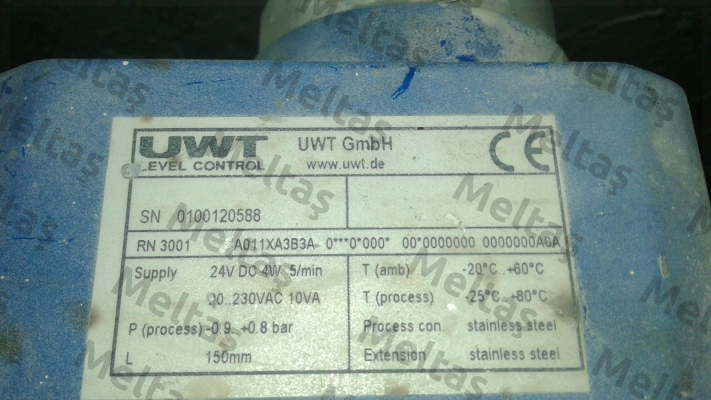 UWT UWT GmbH
LEVEL CONTROL www.uwt.de
CE
SN 0100120588
RN 3001 A011XA3B3A 0***0*000* 00*0000000 0000000A0A
Supply 24V DC 4W 5/min T (amb) -20°C..+60°C
230VAC 10VA T (process) -25°C..+80°C
P (process) -0.9..+0.8 bar Process con stainless steel
L 150mm Extension stainless steel
Meltaş